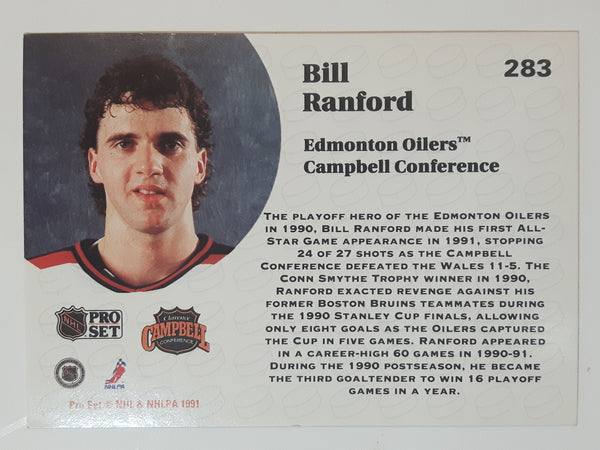 Bill
Ranford
283
Edmonton Oilers™
Campbell Conference
THE PLAYOFF HERO OF THE EDMONTON OILERS
IN 1990, BILL RANFORD MADE HIS FIRST ALL-
STAR GAME APPEARANCE IN 1991, STOPPING
24 OF 27 SHOTS AS THE CAMPBELL
CONFERENCE DEFEATED THE WALES 11-5. THE
CONN SMYTHE TROPHY WINNER IN 1990,
RANFORD EXACTED REVENGE AGAINST HIS
FORMER BOSTON BRUINS TEAMMATES DURING
THE 1990 STANLEY CUP FINALS, ALLOWING
ONLY EIGHT GOALS AS THE OILERS CAPTURED
THE CUP IN FIVE GAMES. RANFORD APPEARED
IN A CAREER-HIGH 60 GAMES IN 1990-91.
DURING THE 1990 POSTSEASON, HE BECAME
THE THIRD GOALTENDER TO WIN 16 PLAYOFF
GAMES IN A YEAR.
NHL PRO
SET
Clarence
CAMPBELL
CONFERENCE
NHLPA
Pro Set © NHL & NHLPA 1991